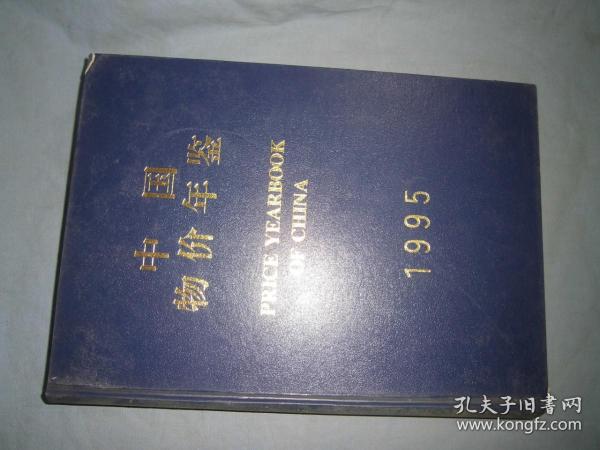 中国
物价年鉴
PRICE YEARBOOK
OF CHINA
1995
孔夫子旧书网
www.kongfz.com